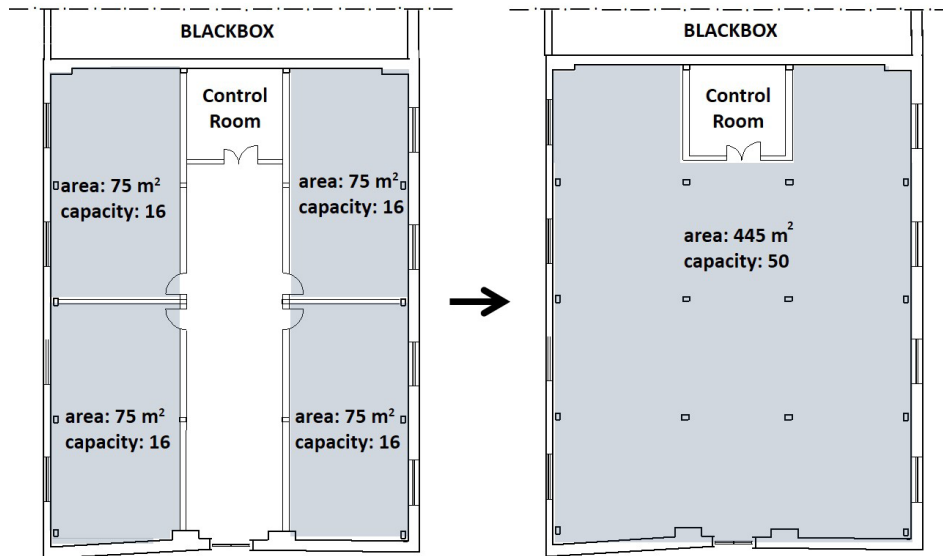 BLACKBOX
Control
Room
area: 75 m²
capacity: 16
area: 75 m²
capacity: 16
area: 75 m²
capacity: 16
area: 75 m²
capacity: 16
BLACKBOX
Control
Room
area: 445 m²
capacity: 50